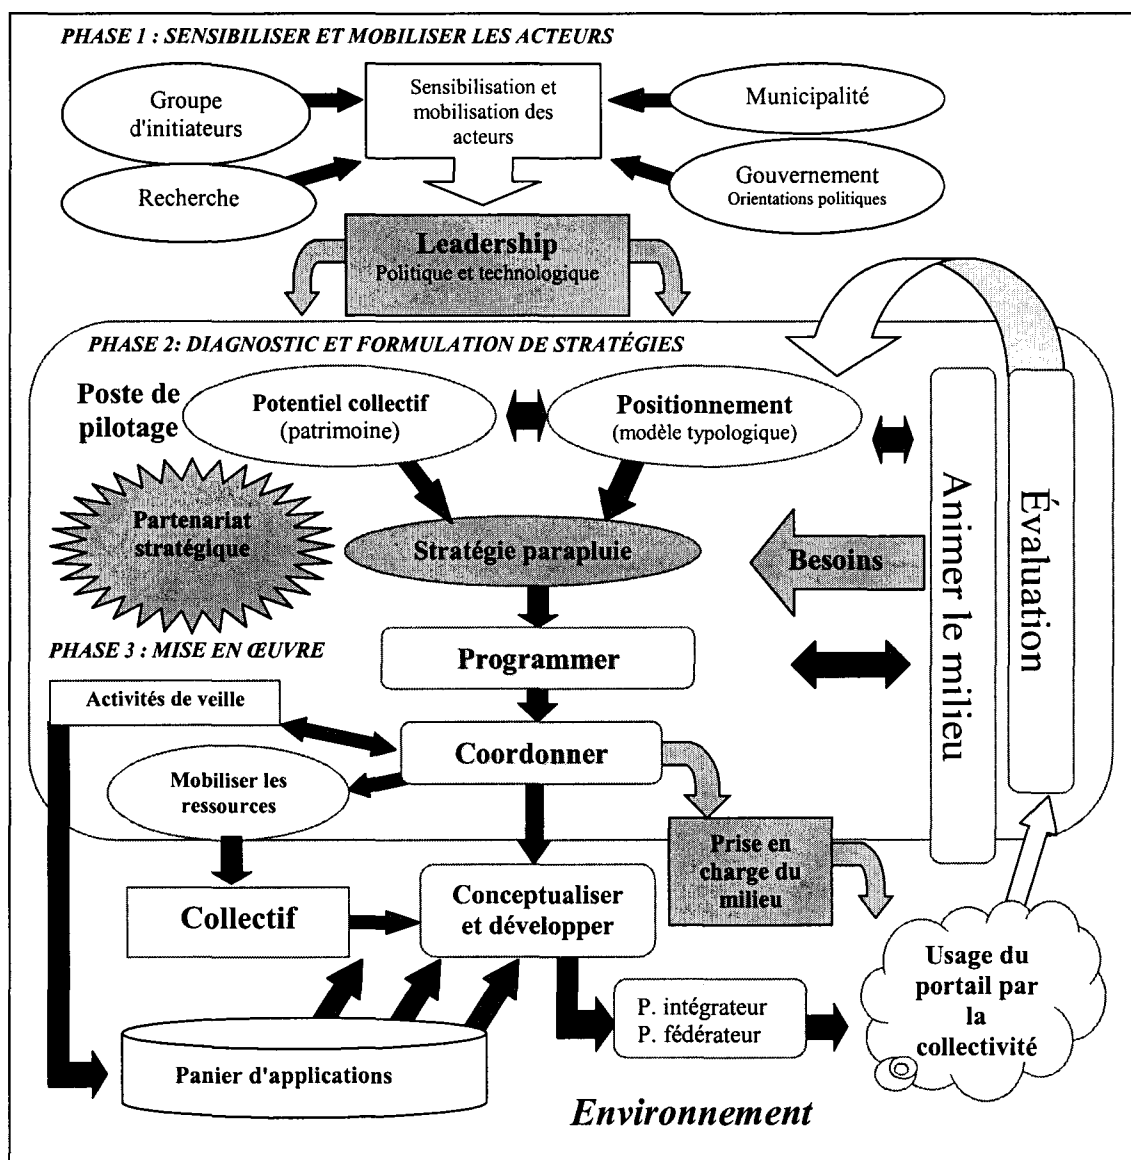 PHASE 1 : SENSIBILISER ET MOBILISER LES ACTEURS
Groupe
d'initiateurs
Sensibilisation et
mobilisation des
acteurs
Municipalité
Recherche
Gouvernement
Orientations politiques
Leadership
Politique et technologique
PHASE 2: DIAGNOSTIC ET FORMULATION DE STRATÉGIES
Poste de
pilotage
Potentiel collectif
(patrimoine)
Positionnement
(modèle typologique)
Partenariat
stratégique
Stratégie parapluie
Besoins
Animer le milieu
Évaluation
PHASE 3 : MISE EN ŒUVRE
Programmer
Activités de veille
Coordonner
Mobiliser les
ressources
Prise en
charge du
milieu
Collectif
Conceptualiser
et développer
Usage du
portail par
la
collectivité
P. intégrateur
P. fédérateur
Panier d'applications
Environnement